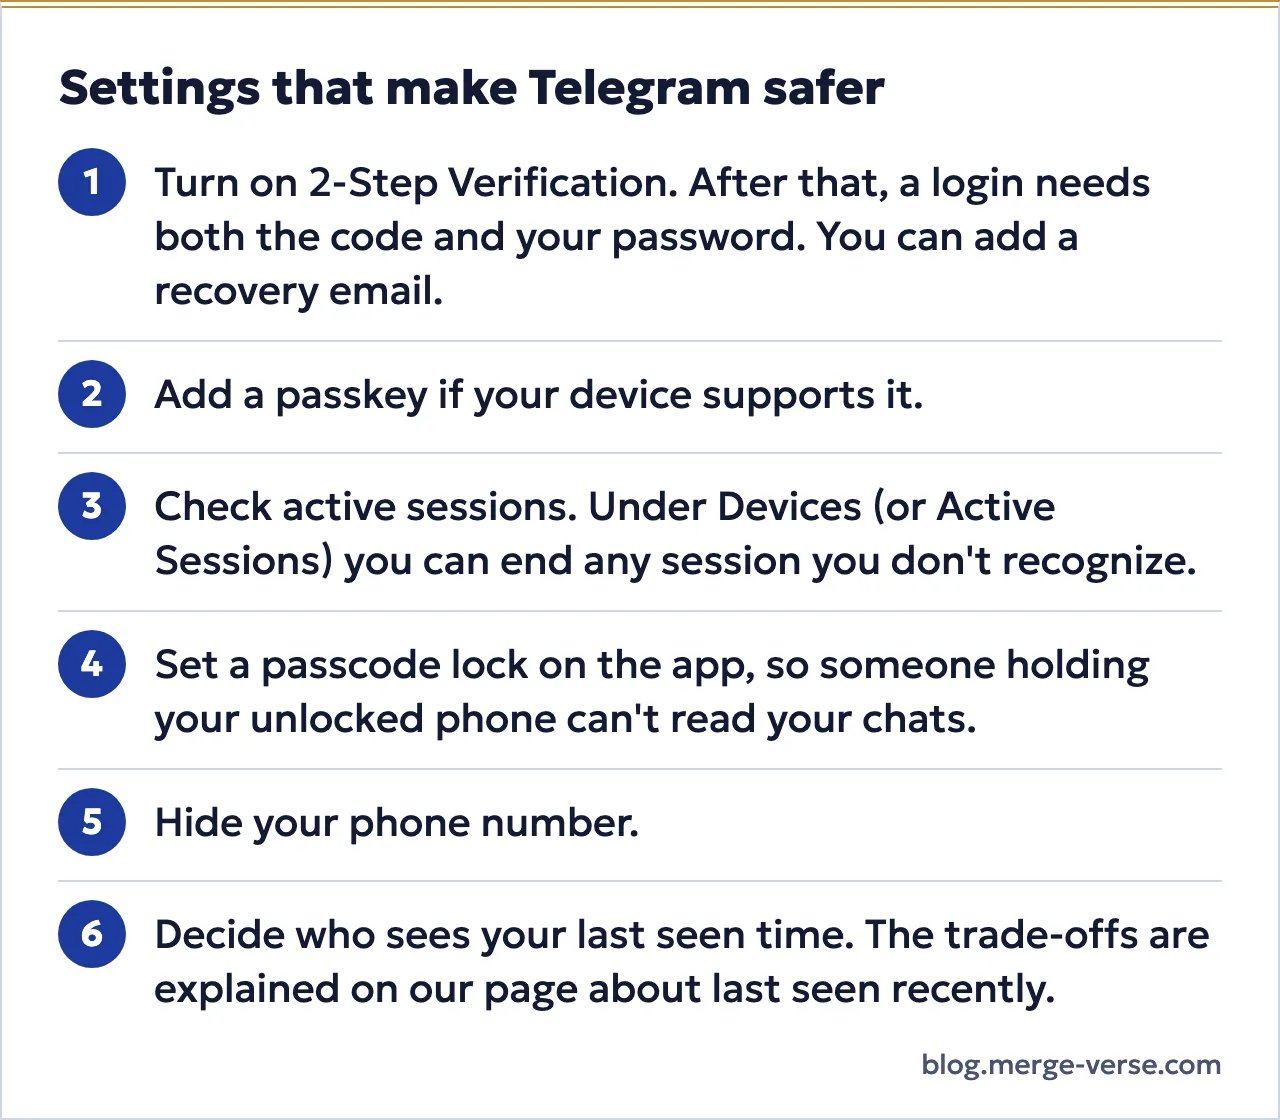 Settings that make Telegram safer
1
Turn on 2-Step Verification. After that, a login needs
both the code and your password. You can add a
recovery email.
2
Add a passkey if your device supports it.
3
Check active sessions. Under Devices (or Active
Sessions) you can end any session you don't recognize.
4
Set a passcode lock on the app, so someone holding
your unlocked phone can't read your chats.
5
Hide your phone number.
6
Decide who sees your last seen time. The trade-offs are
explained on our page about last seen recently.
blog.merge-verse.com